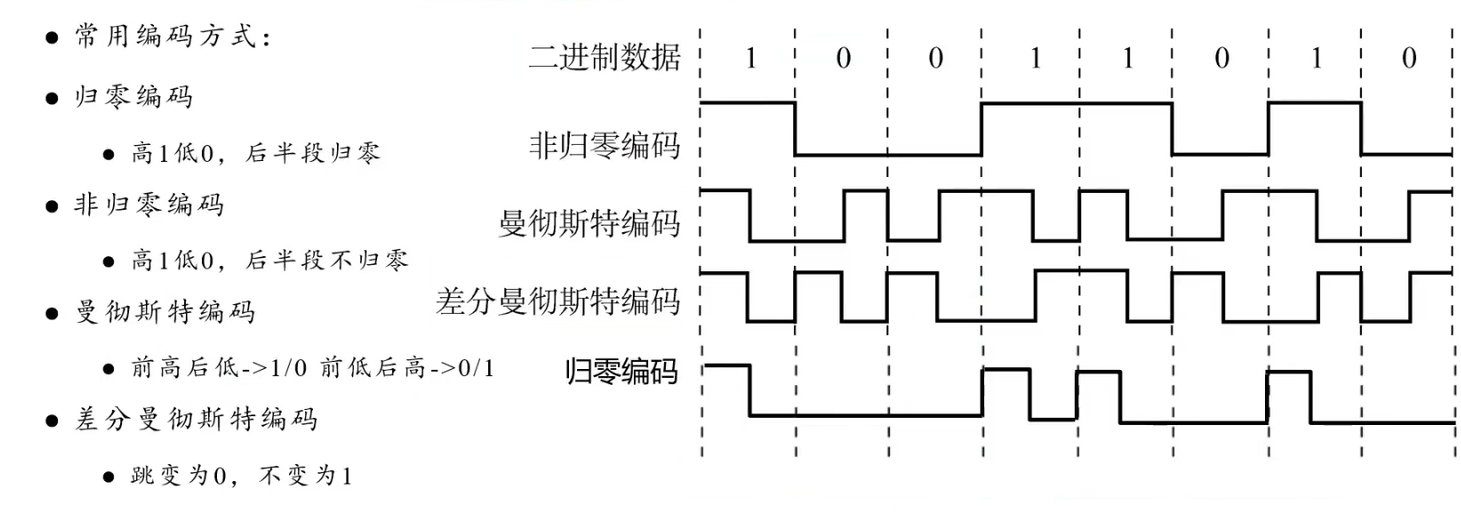 常用编码方式：
归零编码
高1低0，后半段归零
非归零编码
高1低0，后半段不归零
曼彻斯特编码
前高后低->1/0 前低后高->0/1
差分曼彻斯特编码
跳变为0，不变为1
二进制数据 1 0 0 1 1 0 1 0
非归零编码
曼彻斯特编码
差分曼彻斯特编码
归零编码